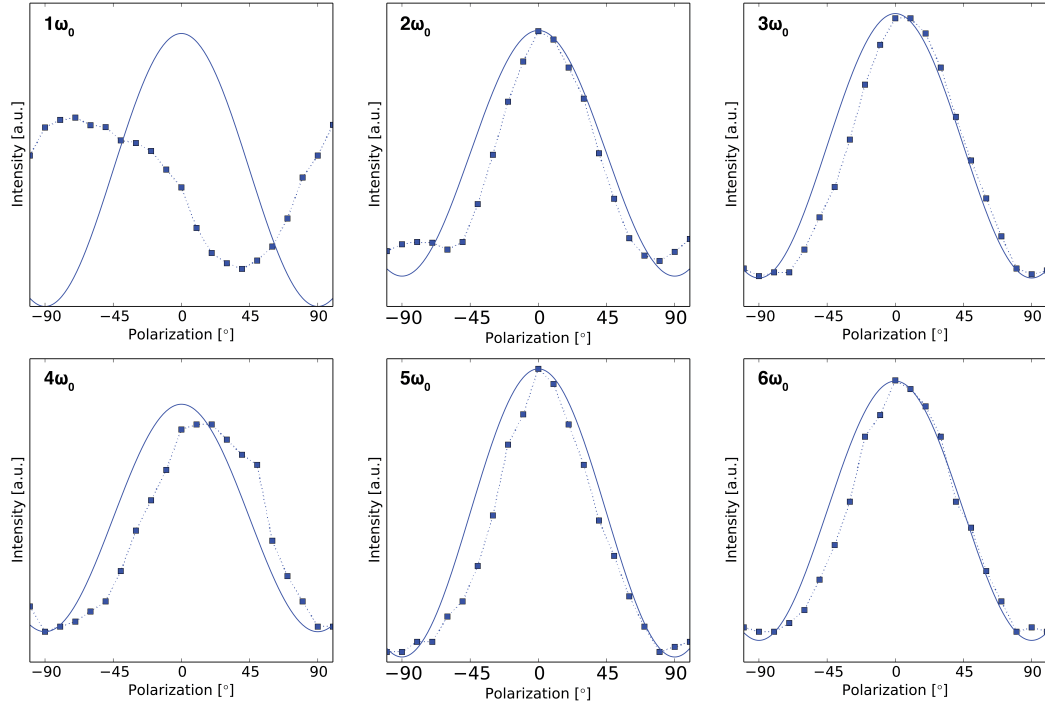 1ω₀
Intensity [a.u.]
−90 −45 0 45 90
Polarization [°]
2ω₀
Intensity [a.u.]
−90 −45 0 45 90
Polarization [°]
3ω₀
Intensity [a.u.]
−90 −45 0 45 90
Polarization [°]
4ω₀
Intensity [a.u.]
−90 −45 0 45 90
Polarization [°]
5ω₀
Intensity [a.u.]
−90 −45 0 45 90
Polarization [°]
6ω₀
Intensity [a.u.]
−90 −45 0 45 90
Polarization [°]